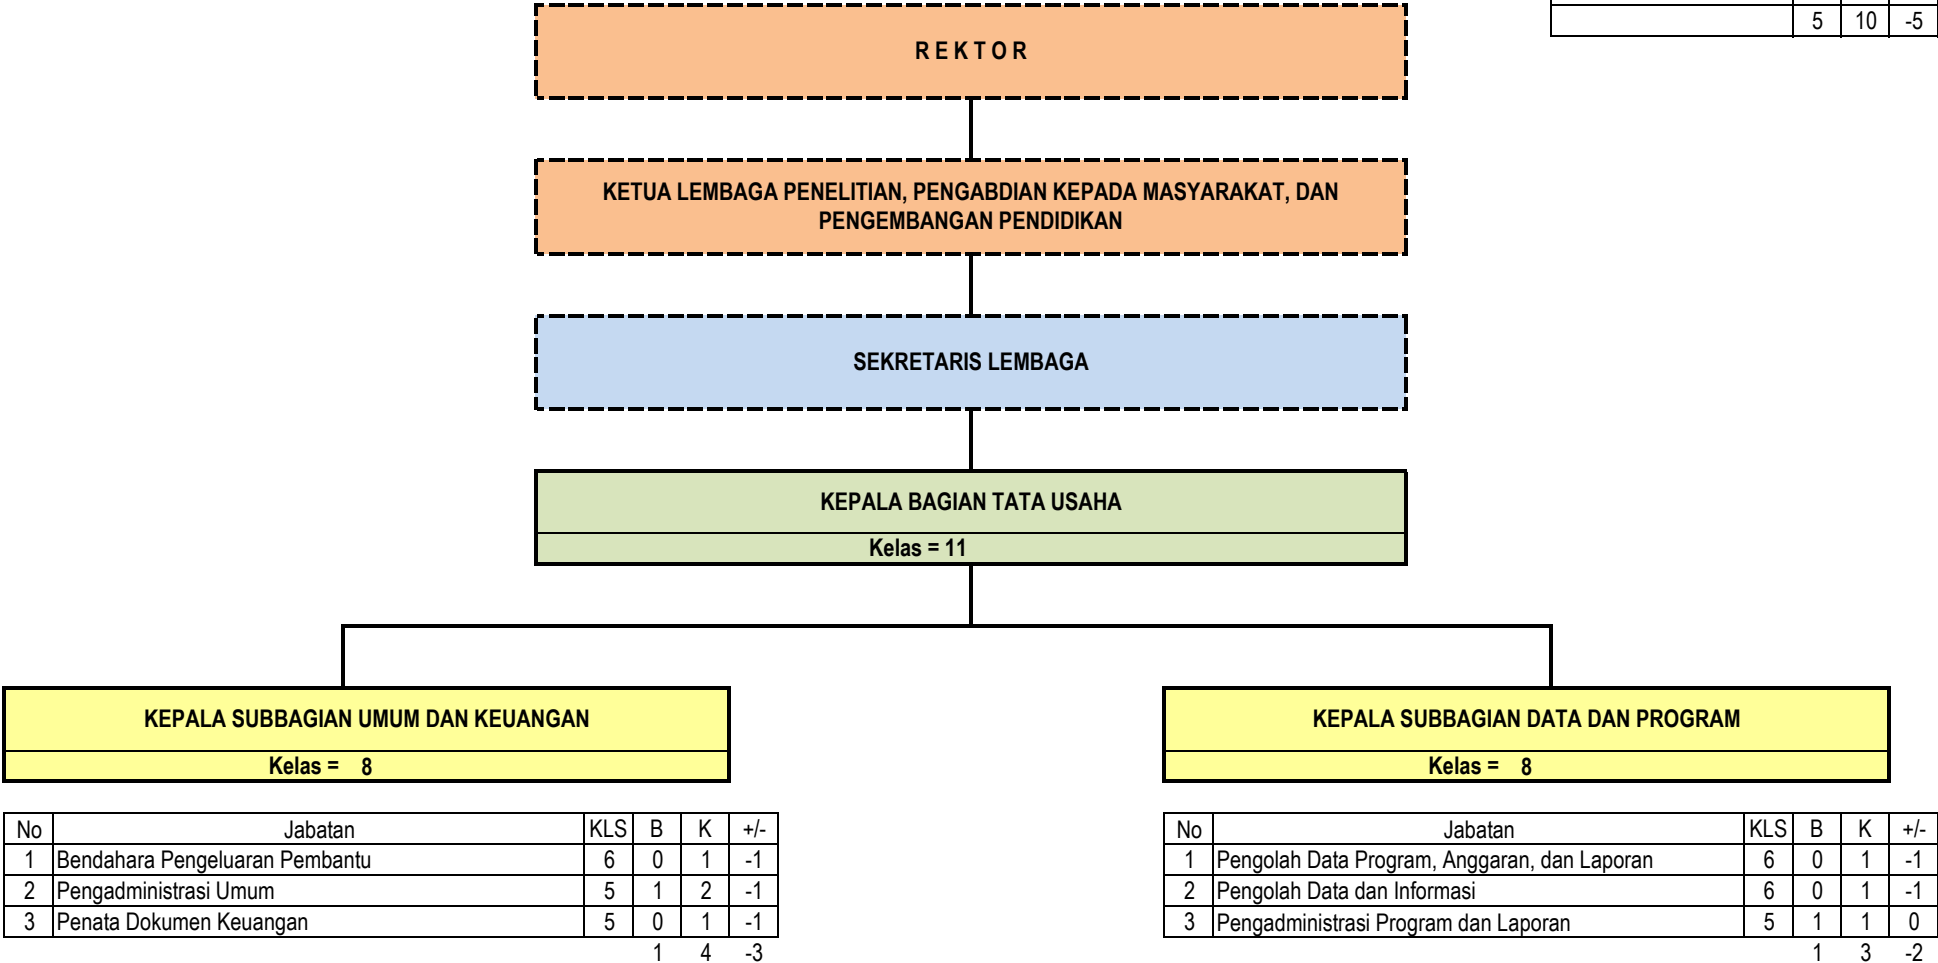 5 10 -5
R E K T O R
KETUA LEMBAGA PENELITIAN, PENGABDIAN KEPADA MASYARAKAT, DAN
PENGEMBANGAN PENDIDIKAN
SEKRETARIS LEMBAGA
KEPALA BAGIAN TATA USAHA
Kelas = 11
KEPALA SUBBAGIAN UMUM DAN KEUANGAN
Kelas = 8
No Jabatan KLS B K +/-
1 Bendahara Pengeluaran Pembantu 6 0 1 -1
2 Pengadministrasi Umum 5 1 2 -1
3 Penata Dokumen Keuangan 5 0 1 -1
1 4 -3
KEPALA SUBBAGIAN DATA DAN PROGRAM
Kelas = 8
No Jabatan KLS B K +/-
1 Pengolah Data Program, Anggaran, dan Laporan 6 0 1 -1
2 Pengolah Data dan Informasi 6 0 1 -1
3 Pengadministrasi Program dan Laporan 5 1 1 0
1 3 -2